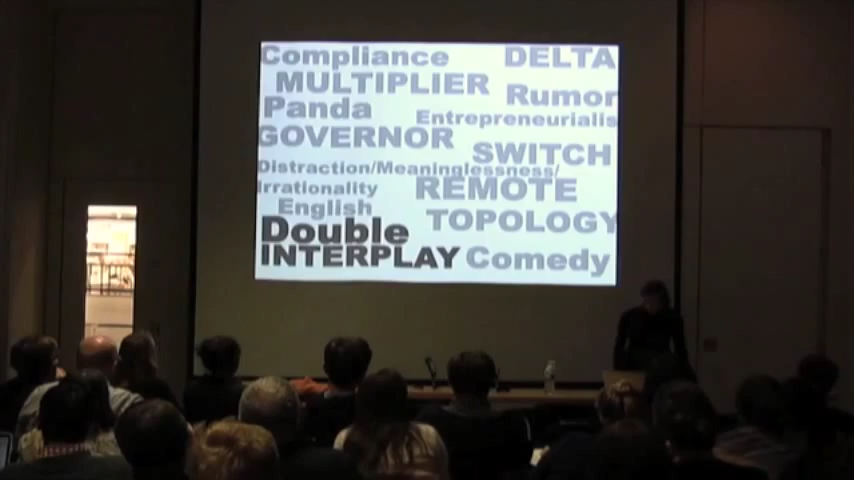 Compliance DELTA
MULTIPLIER Rumor
Panda Entrepreneurialis
GOVERNOR SWITCH
Distraction/Meaninglessness/
Irrationality REMOTE
English TOPOLOGY
Double
INTERPLAY Comedy